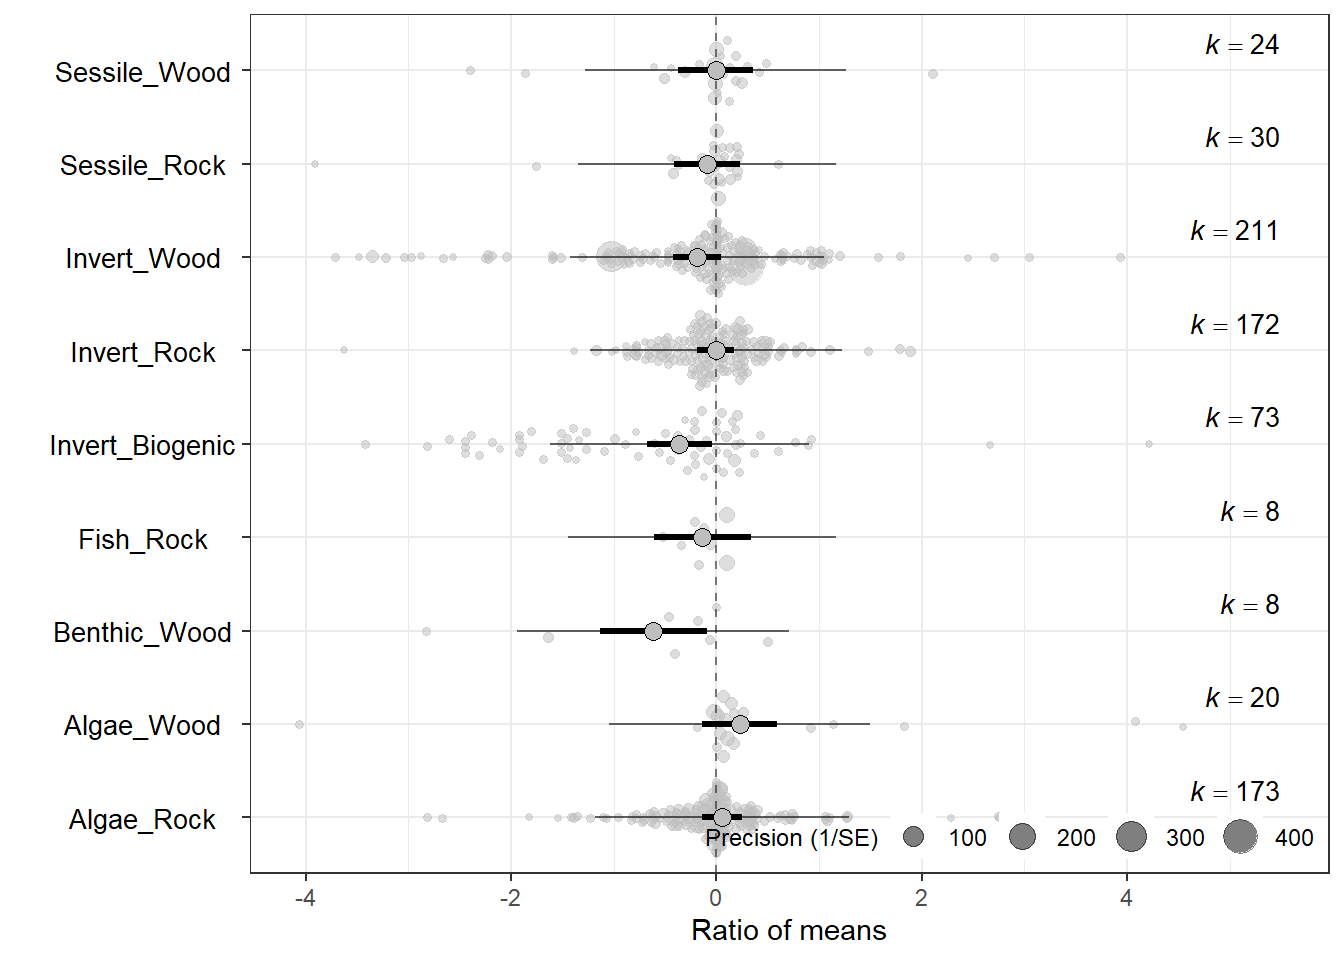 Sessile_Wood
k = 24
Sessile_Rock
k = 30
Invert_Wood
k = 211
Invert_Rock
k = 172
Invert_Biogenic
k = 73
Fish_Rock
k = 8
Benthic_Wood
k = 8
Algae_Wood
k = 20
Algae_Rock
k = 173
Precision (1/SE) 100 200 300 400
-4 -2 0 2 4
Ratio of means